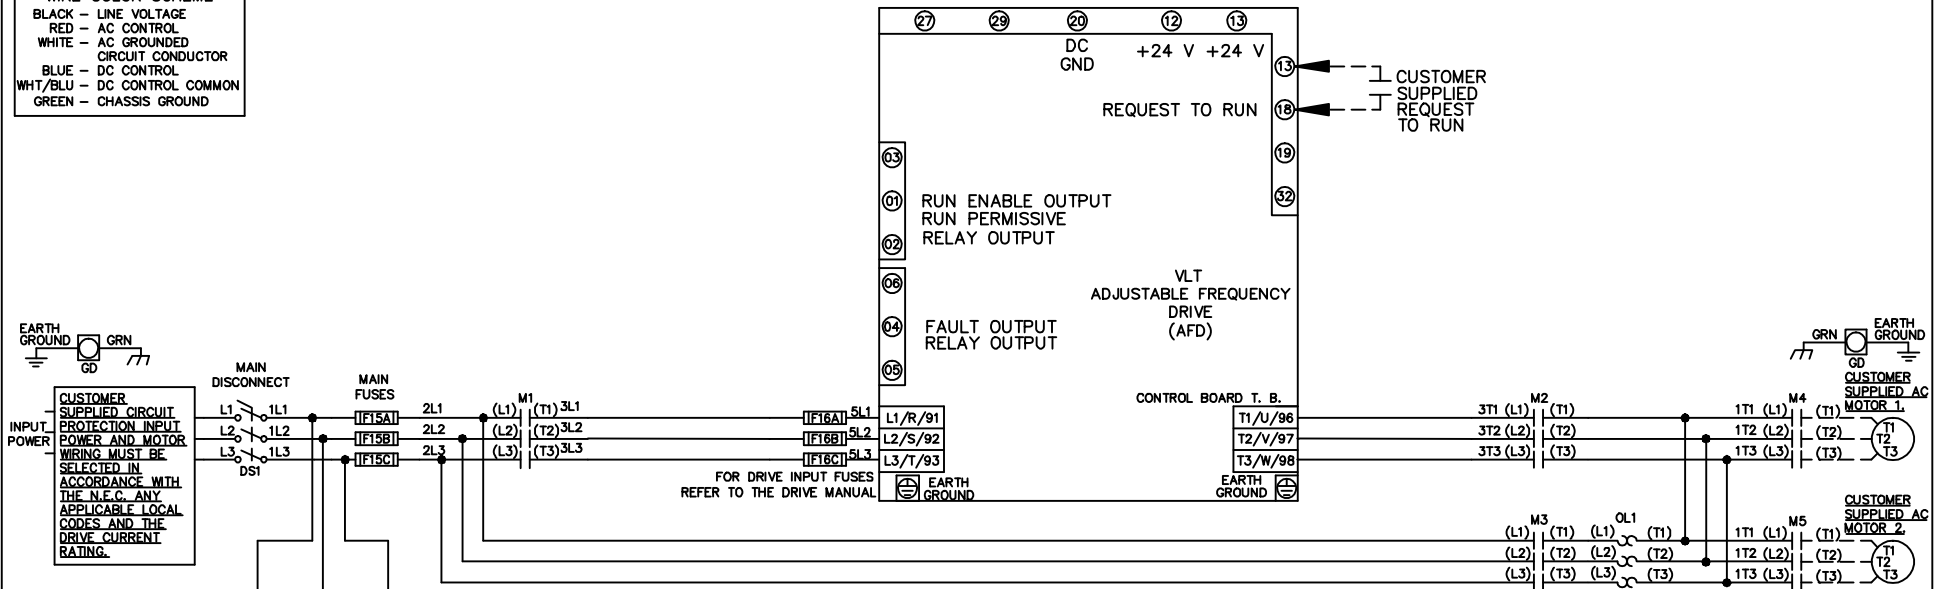 BLACK – LINE VOLTAGE
RED – AC CONTROL
WHITE – AC GROUNDED
CIRCUIT CONDUCTOR
BLUE – DC CONTROL
WHT/BLU – DC CONTROL COMMON
GREEN – CHASSIS GROUND
27 29 20 12 13
DC
GND
+24 V +24 V
13
REQUEST TO RUN 18
19
32
CUSTOMER
SUPPLIED
REQUEST
TO RUN
03
01
02
RUN ENABLE OUTPUT
RUN PERMISSIVE
RELAY OUTPUT
06
04
05
FAULT OUTPUT
RELAY OUTPUT
VLT
ADJUSTABLE FREQUENCY
DRIVE
(AFD)
EARTH
GROUND
GRN
GD
INPUT
POWER
CUSTOMER
SUPPLIED CIRCUIT
PROTECTION INPUT
POWER AND MOTOR
WIRING MUST BE
SELECTED IN
ACCORDANCE WITH
THE N.E.C. ANY
APPLICABLE LOCAL
CODES AND THE
DRIVE CURRENT
RATING.
MAIN
DISCONNECT
L1 1L1
L2 1L2
L3 1L3
DS1
MAIN
FUSES
F15A 2L1
F15B 2L2
F15C 2L3
M1
(L1) (T1) 3L1
(L2) (T2) 3L2
(L3) (T3) 3L3
F16A 5L1
F16B 5L2
F16C 5L3
FOR DRIVE INPUT FUSES
REFER TO THE DRIVE MANUAL
L1/R/91
L2/S/92
L3/T/93
EARTH
GROUND
CONTROL BOARD T. B.
T1/U/96
T2/V/97
T3/W/98
EARTH
GROUND
M2
3T1 (L1) (T1)
3T2 (L2) (T2)
3T3 (L3) (T3)
M4
1T1 (L1) (T1)
1T2 (L2) (T2)
1T3 (L3) (T3)
GRN
EARTH
GROUND
GD
CUSTOMER
SUPPLIED AC
MOTOR 1.
T1
T2
T3
M3
(L1) (T1)
(L2) (T2)
(L3) (T3)
OL1
(L1) (T1)
(L2) (T2)
(L3) (T3)
M5
1T1 (L1) (T1)
1T2 (L2) (T2)
1T3 (L3) (T3)
CUSTOMER
SUPPLIED AC
MOTOR 2.
T1
T2
T3